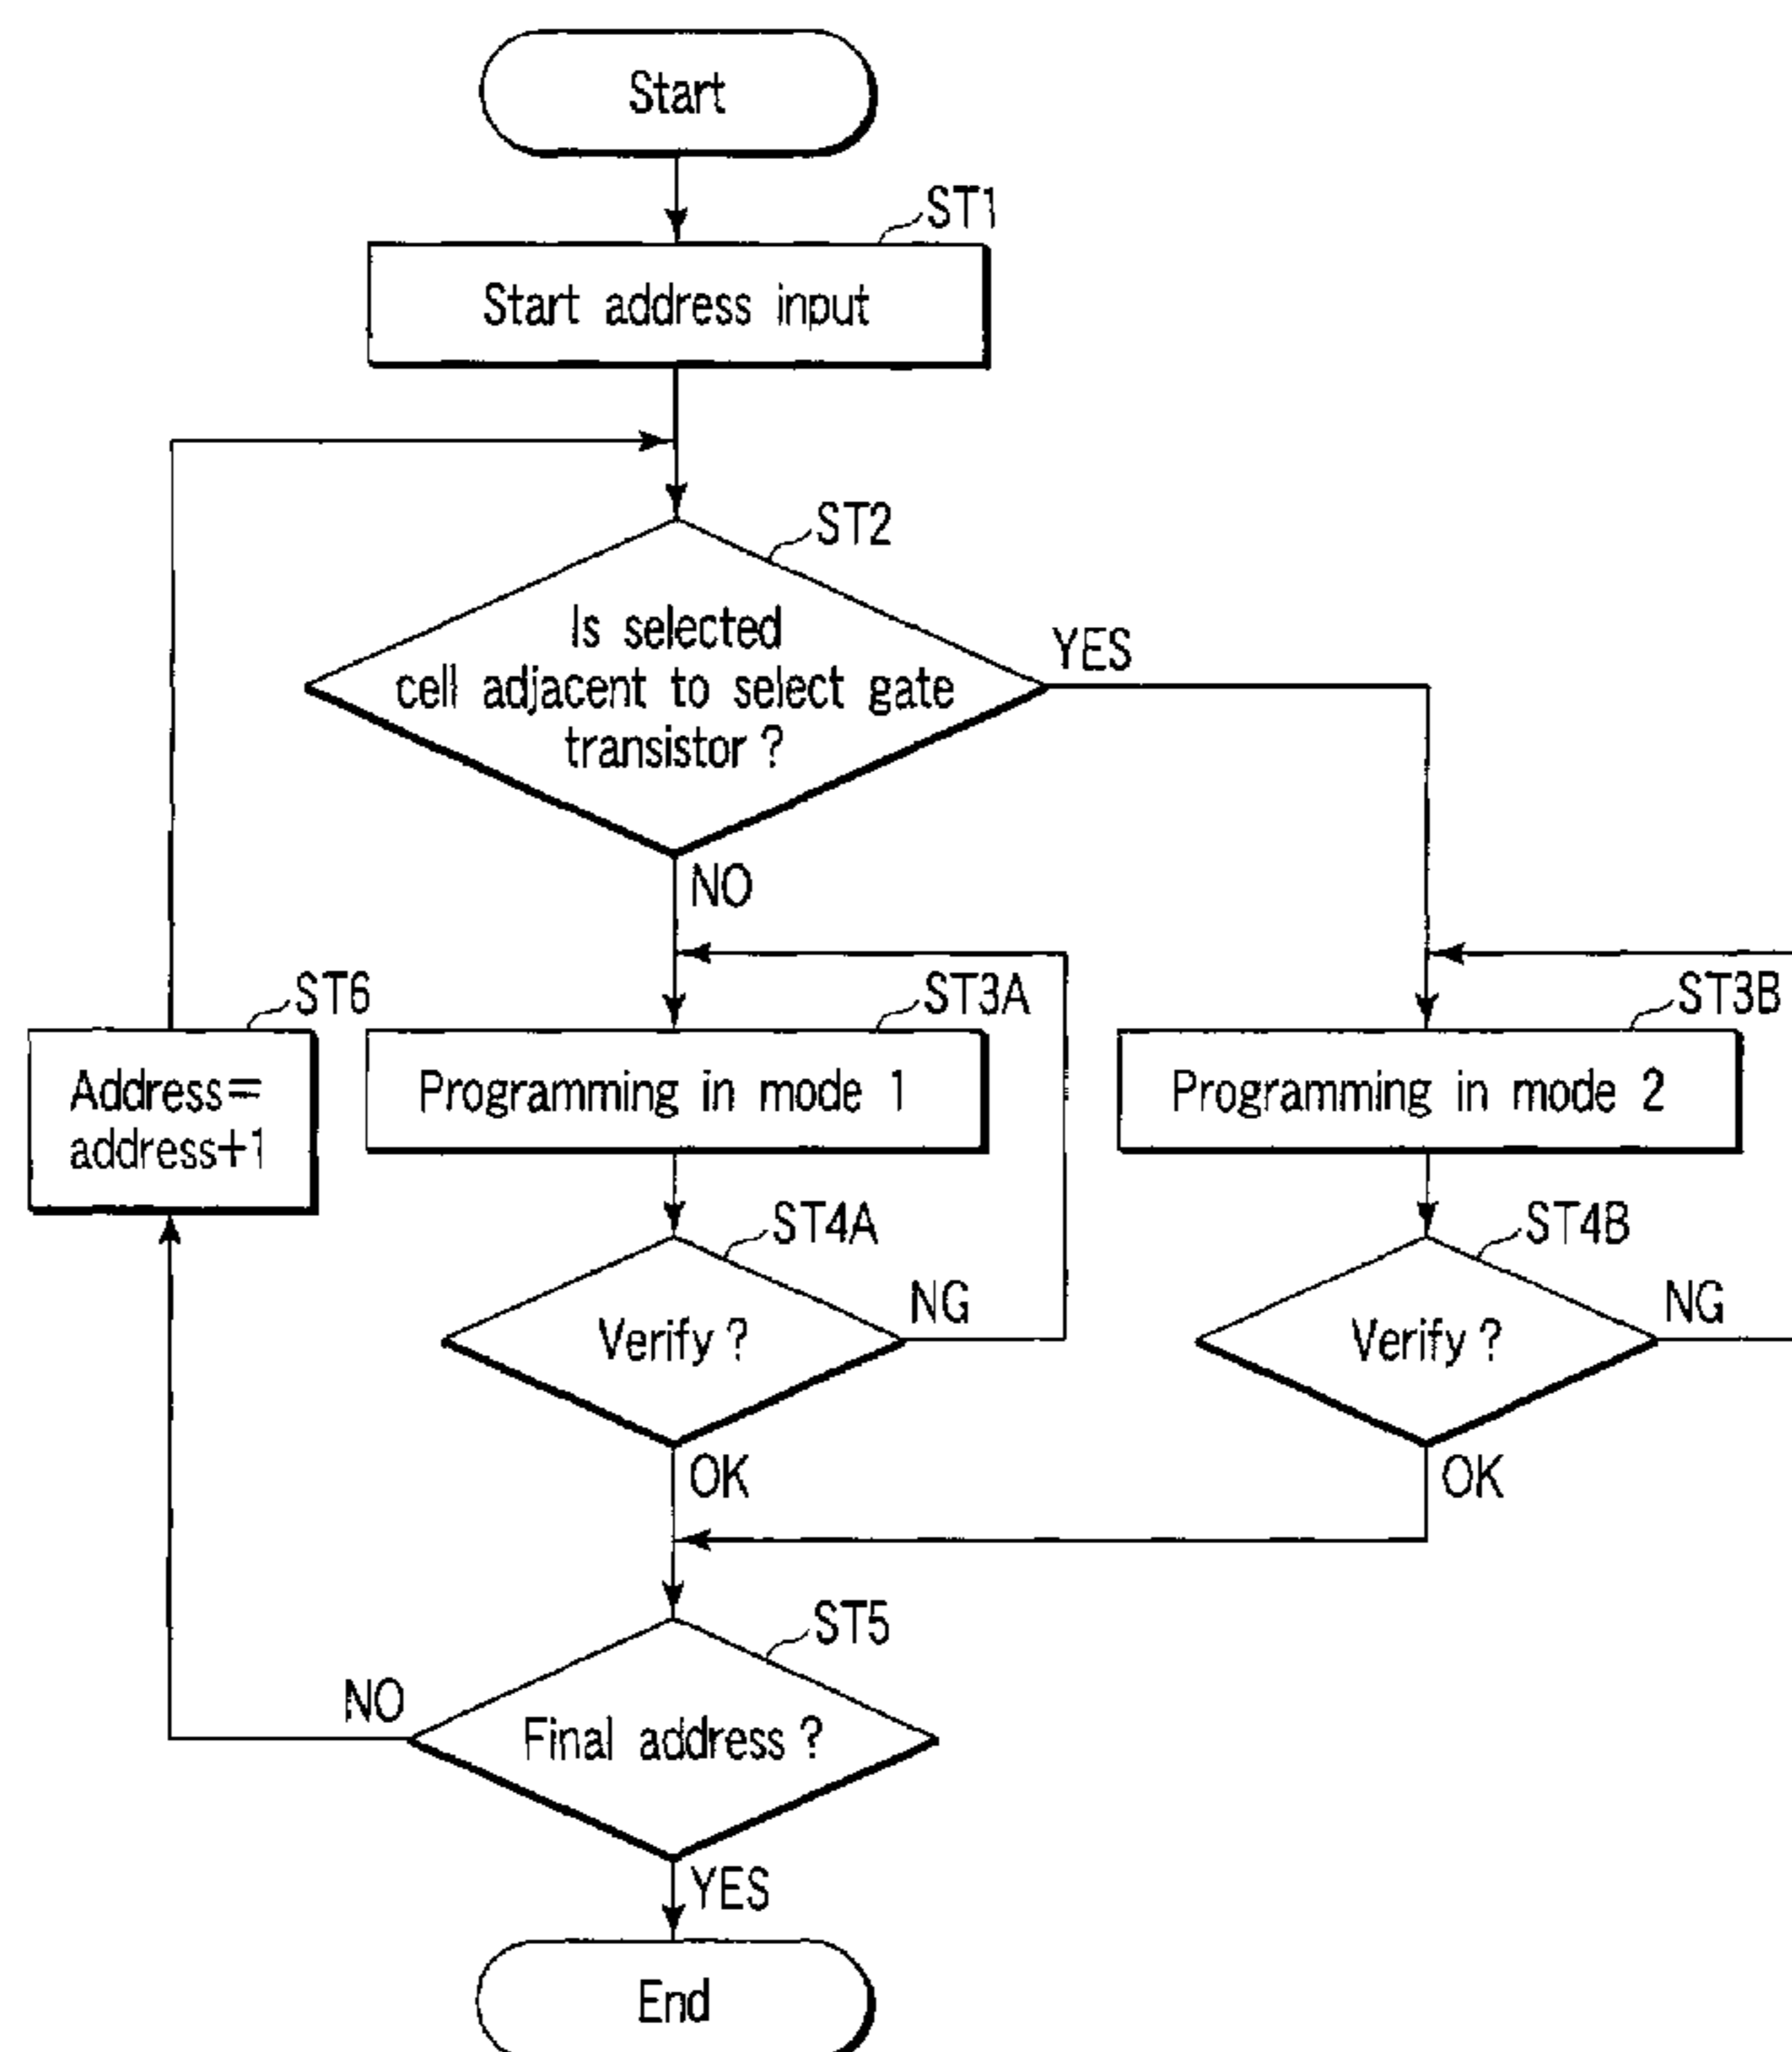 Start
ST1
Start address input
ST2
Is selected
cell adjacent to select gate
transistor ?
YES
NO
ST6
Address=
address+1
ST3A
Programming in mode 1
ST3B
Programming in mode 2
ST4A
Verify ?
NG
OK
ST4B
Verify ?
NG
OK
ST5
Final address ?
NO
YES
End